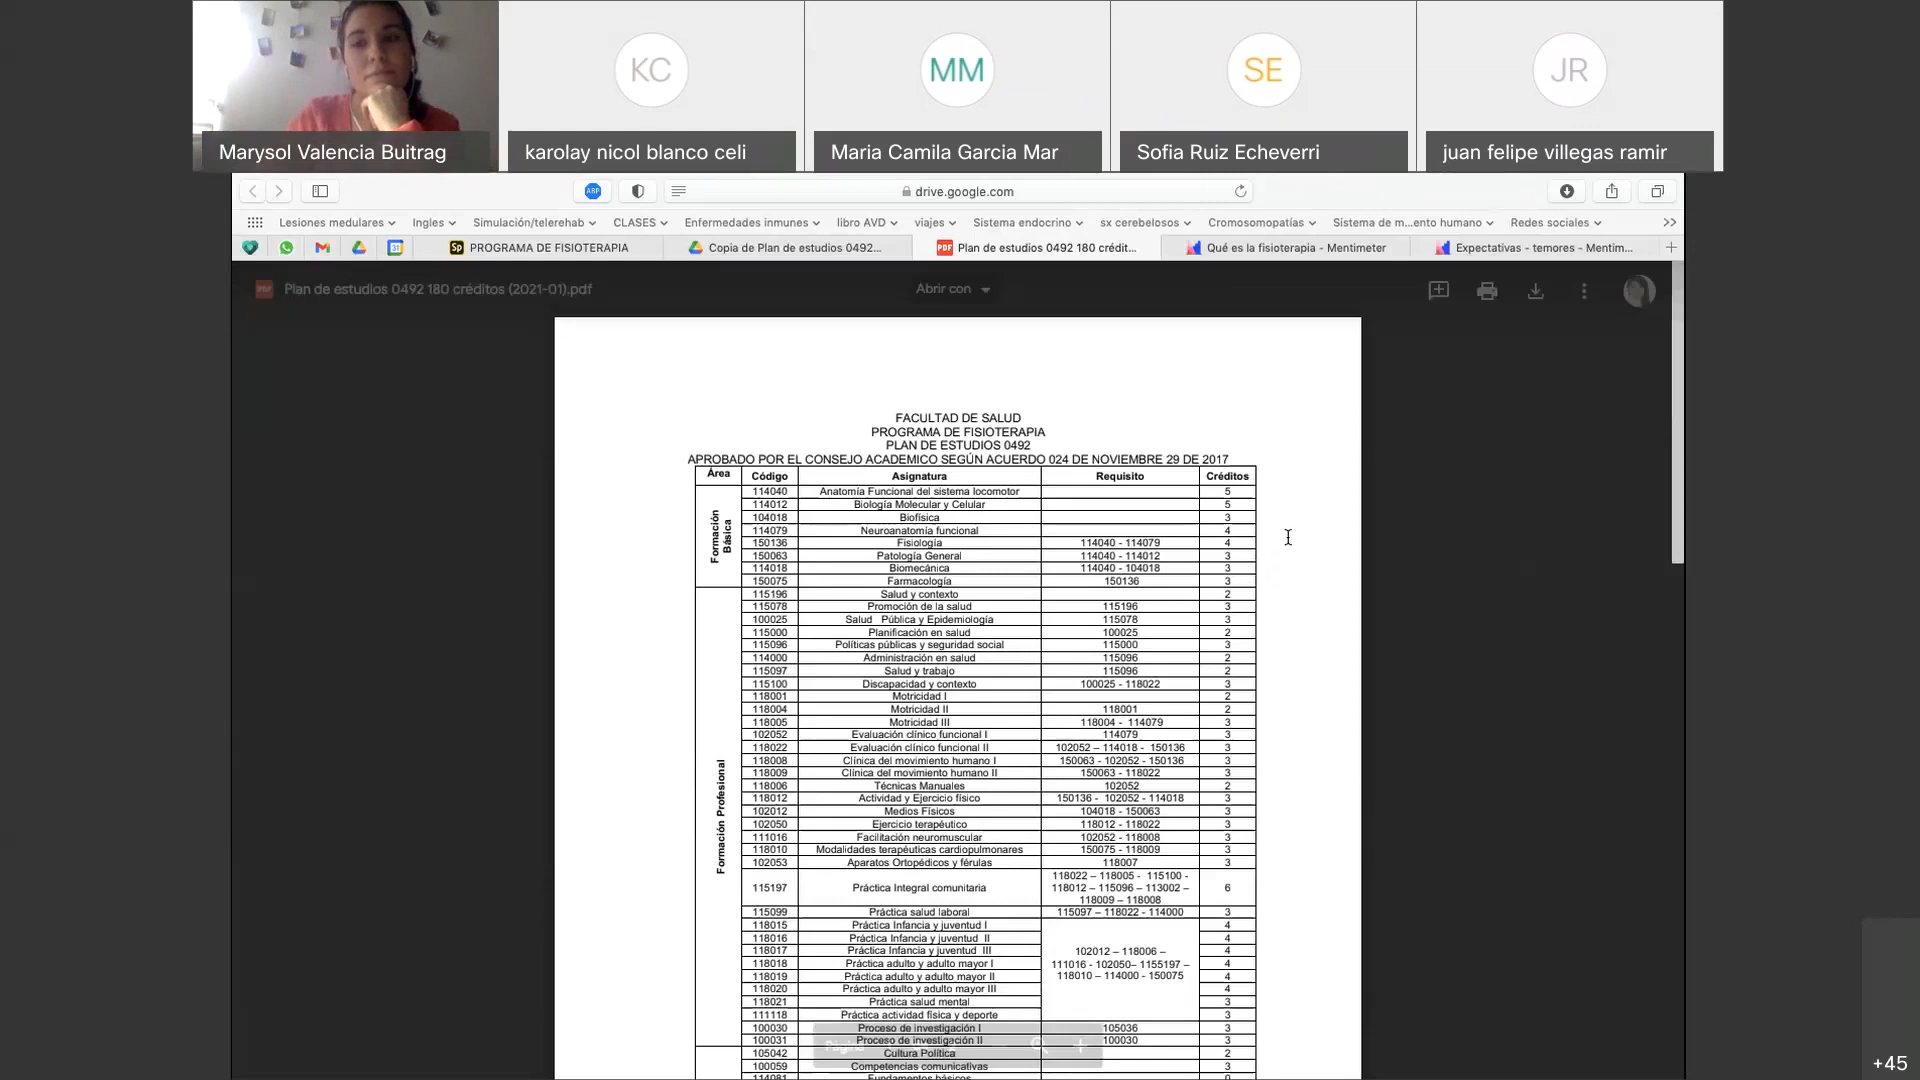 KC
MM
SE
JR
Marysol Valencia Buitrag
karolay nicol blanco celi
Maria Camila Garcia Mar
Sofia Ruiz Echeverri
juan felipe villegas ramir
ABP
drive.google.com
Lesiones medulares Ingles Simulación/telerehab CLASES Enfermedades inmunes libro AVD viajes Sistema endocrino sx cerebelosos Cromosomopatías Sistema de m...ento humano Redes sociales
31 Sp PROGRAMA DE FISIOTERAPIA Copia de Plan de estudios 0492... PDF Plan de estudios 0492 180 crédit... Qué es la fisioterapia - Mentimeter Expectativas - temores - Mentim...
PDF Plan de estudios 0492 180 créditos (2021-01).pdf Abrir con
FACULTAD DE SALUD
PROGRAMA DE FISIOTERAPIA
PLAN DE ESTUDIOS 0492
APROBADO POR EL CONSEJO ACADEMICO SEGÚN ACUERDO 024 DE NOVIEMBRE 29 DE 2017
Área Código Asignatura Requisito Créditos
Formación Básica
114040 Anatomía Funcional del sistema locomotor 5
114012 Biología Molecular y Celular 5
104018 Biofísica 3
114079 Neuroanatomía funcional 4
150136 Fisiología 114040 - 114079 4
150063 Patología General 114040 - 114012 3
114018 Biomecánica 114040 - 104018 3
150075 Farmacología 150136 3
Formación Profesional
115196 Salud y contexto 2
115078 Promoción de la salud 115196 3
100025 Salud Pública y Epidemiología 115078 3
115000 Planificación en salud 100025 2
115096 Políticas públicas y seguridad social 115000 3
114000 Administración en salud 115096 2
115097 Salud y trabajo 115096 2
115100 Discapacidad y contexto 100025 - 118022 3
118001 Motricidad I 2
118004 Motricidad II 118001 2
118005 Motricidad III 118004 - 114079 3
102052 Evaluación clínico funcional I 114079 3
118022 Evaluación clínico funcional II 102052 – 114018 - 150136 3
118008 Clínica del movimiento humano I 150063 - 102052 - 150136 3
118009 Clínica del movimiento humano II 150063 - 118022 3
118006 Técnicas Manuales 102052 2
118012 Actividad y Ejercicio físico 150136 - 102052 - 114018 3
102012 Medios Físicos 104018 - 150063 3
102050 Ejercicio terapéutico 118012 - 118022 3
111016 Facilitación neuromuscular 102052 - 118008 3
118010 Modalidades terapéuticas cardiopulmonares 150075 - 118009 3
102053 Aparatos Ortopédicos y férulas 118007 3
115197 Práctica Integral comunitaria 118022 – 118005 - 115100 - 118012 – 115096 – 113002 – 118009 – 118008 6
115099 Práctica salud laboral 115097 – 118022 - 114000 3
118015 Práctica Infancia y juventud I 4
118016 Práctica Infancia y juventud II 4
118017 Práctica Infancia y juventud III 102012 – 118006 – 4
118018 Práctica adulto y adulto mayor I 111016 - 102050– 1155197 – 4
118019 Práctica adulto y adulto mayor II 118010 – 114000 - 150075 4
118020 Práctica adulto y adulto mayor III 4
118021 Práctica salud mental 3
111118 Práctica actividad física y deporte 3
100030 Proceso de investigación I 105036 3
100031 Proceso de investigación II 100030 3
105042 Cultura Política 2
100059 Competencias comunicativas 3
114081 Fundamentos básicos 0
+45